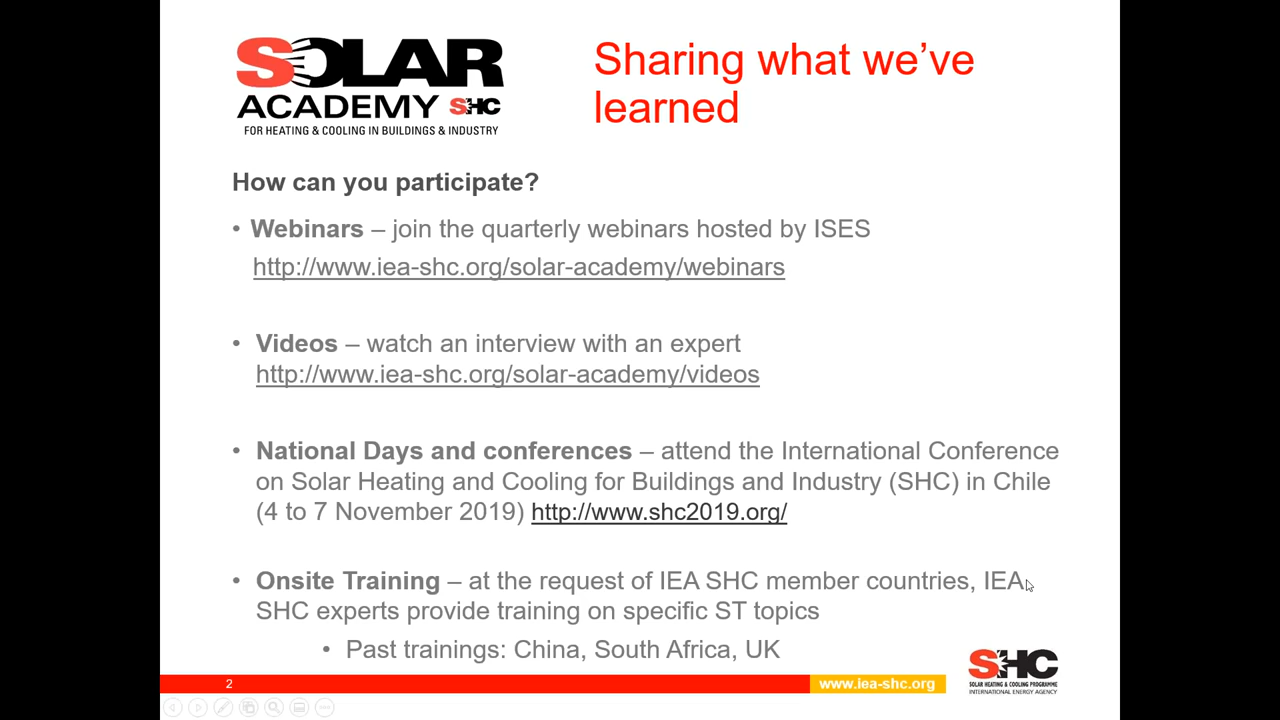 SOLAR
ACADEMY SHC
FOR HEATING & COOLING IN BUILDINGS & INDUSTRY
Sharing what we’ve
learned
How can you participate?
• Webinars – join the quarterly webinars hosted by ISES
http://www.iea-shc.org/solar-academy/webinars
• Videos – watch an interview with an expert
http://www.iea-shc.org/solar-academy/videos
• National Days and conferences – attend the International Conference
on Solar Heating and Cooling for Buildings and Industry (SHC) in Chile
(4 to 7 November 2019) http://www.shc2019.org/
• Onsite Training – at the request of IEA SHC member countries, IEA
SHC experts provide training on specific ST topics
• Past trainings: China, South Africa, UK
2
www.iea-shc.org
SHC
SOLAR HEATING & COOLING PROGRAMME
INTERNATIONAL ENERGY AGENCY